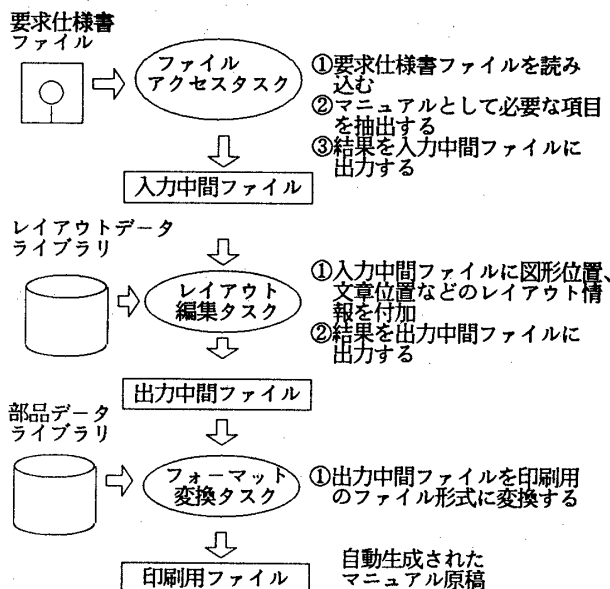 要求仕様書
ファイル
ファイル
アクセスタスク
①要求仕様書ファイルを読み
込む
②マニュアルとして必要な項目
を抽出する
③結果を入力中間ファイルに
出力する
入力中間ファイル
レイアウトデータ
ライブラリ
レイアウト
編集タスク
①入力中間ファイルに図形位置、
文章位置などのレイアウト情
報を付加
②結果を出力中間ファイルに
出力する
出力中間ファイル
部品データ
ライブラリ
フォーマット
変換タスク
①出力中間ファイルを印刷用
のファイル形式に変換する
印刷用ファイル
自動生成された
マニュアル原稿